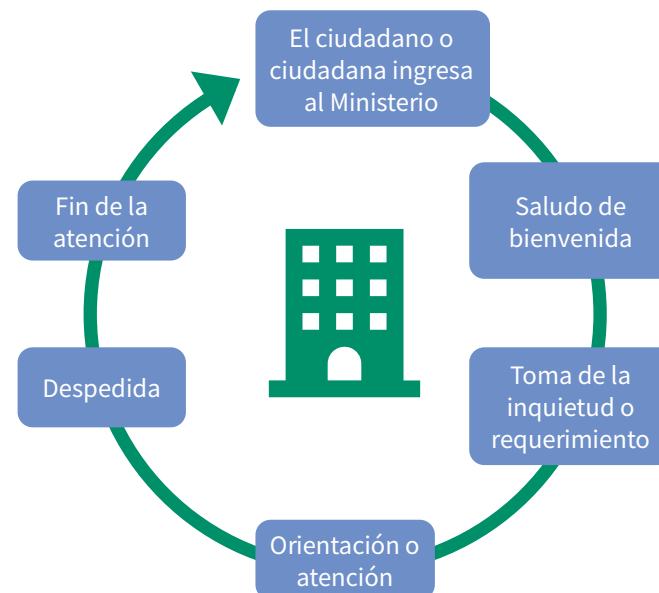 El ciudadano o
ciudadana ingresa
al Ministerio
Saludo de
bienvenida
Toma de la
inquietud o
requerimiento
Orientación o
atención
Despedida
Fin de la
atención